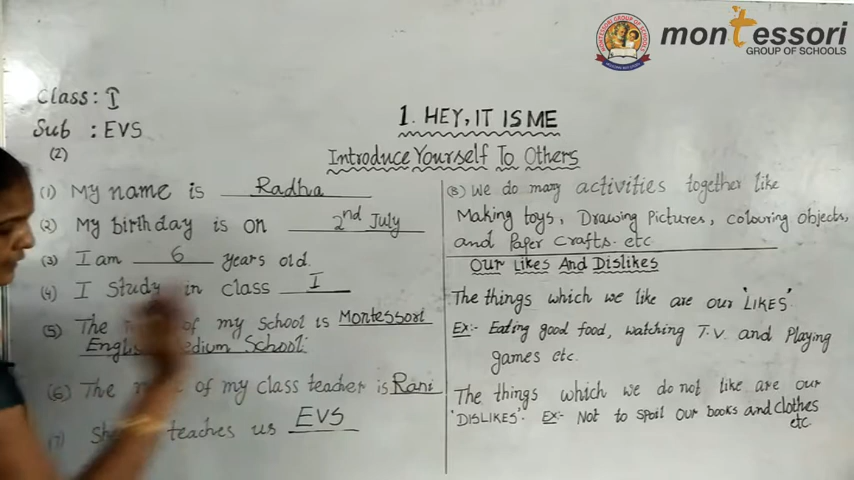 montessori
GROUP OF SCHOOLS
MONTESSORI GROUP OF SCHOOLS
Class: I
Sub : EVS
(2)
1. HEY, IT IS ME
Introduce Yourself To Others
(1) My name is Radha
(2) My birthday is on 2nd July
(3) I am 6 years old.
(4) I Study in class I
(5) The of my School is Montessori
English Medium School.
(6) The of my class teacher is Rani
(7) teaches us EVS
(8) We do many activities together like
Making toys, Drawing Pictures, Colouring objects,
and Paper Crafts. etc
Our Likes And Dislikes
The things which we like are our 'LIKES'.
Ex:- Eating good food, watching T.V. and Playing
games etc.
The things which we do not like are our
'DISLIKES'. Ex:- Not to spoil our books and clothes
etc.